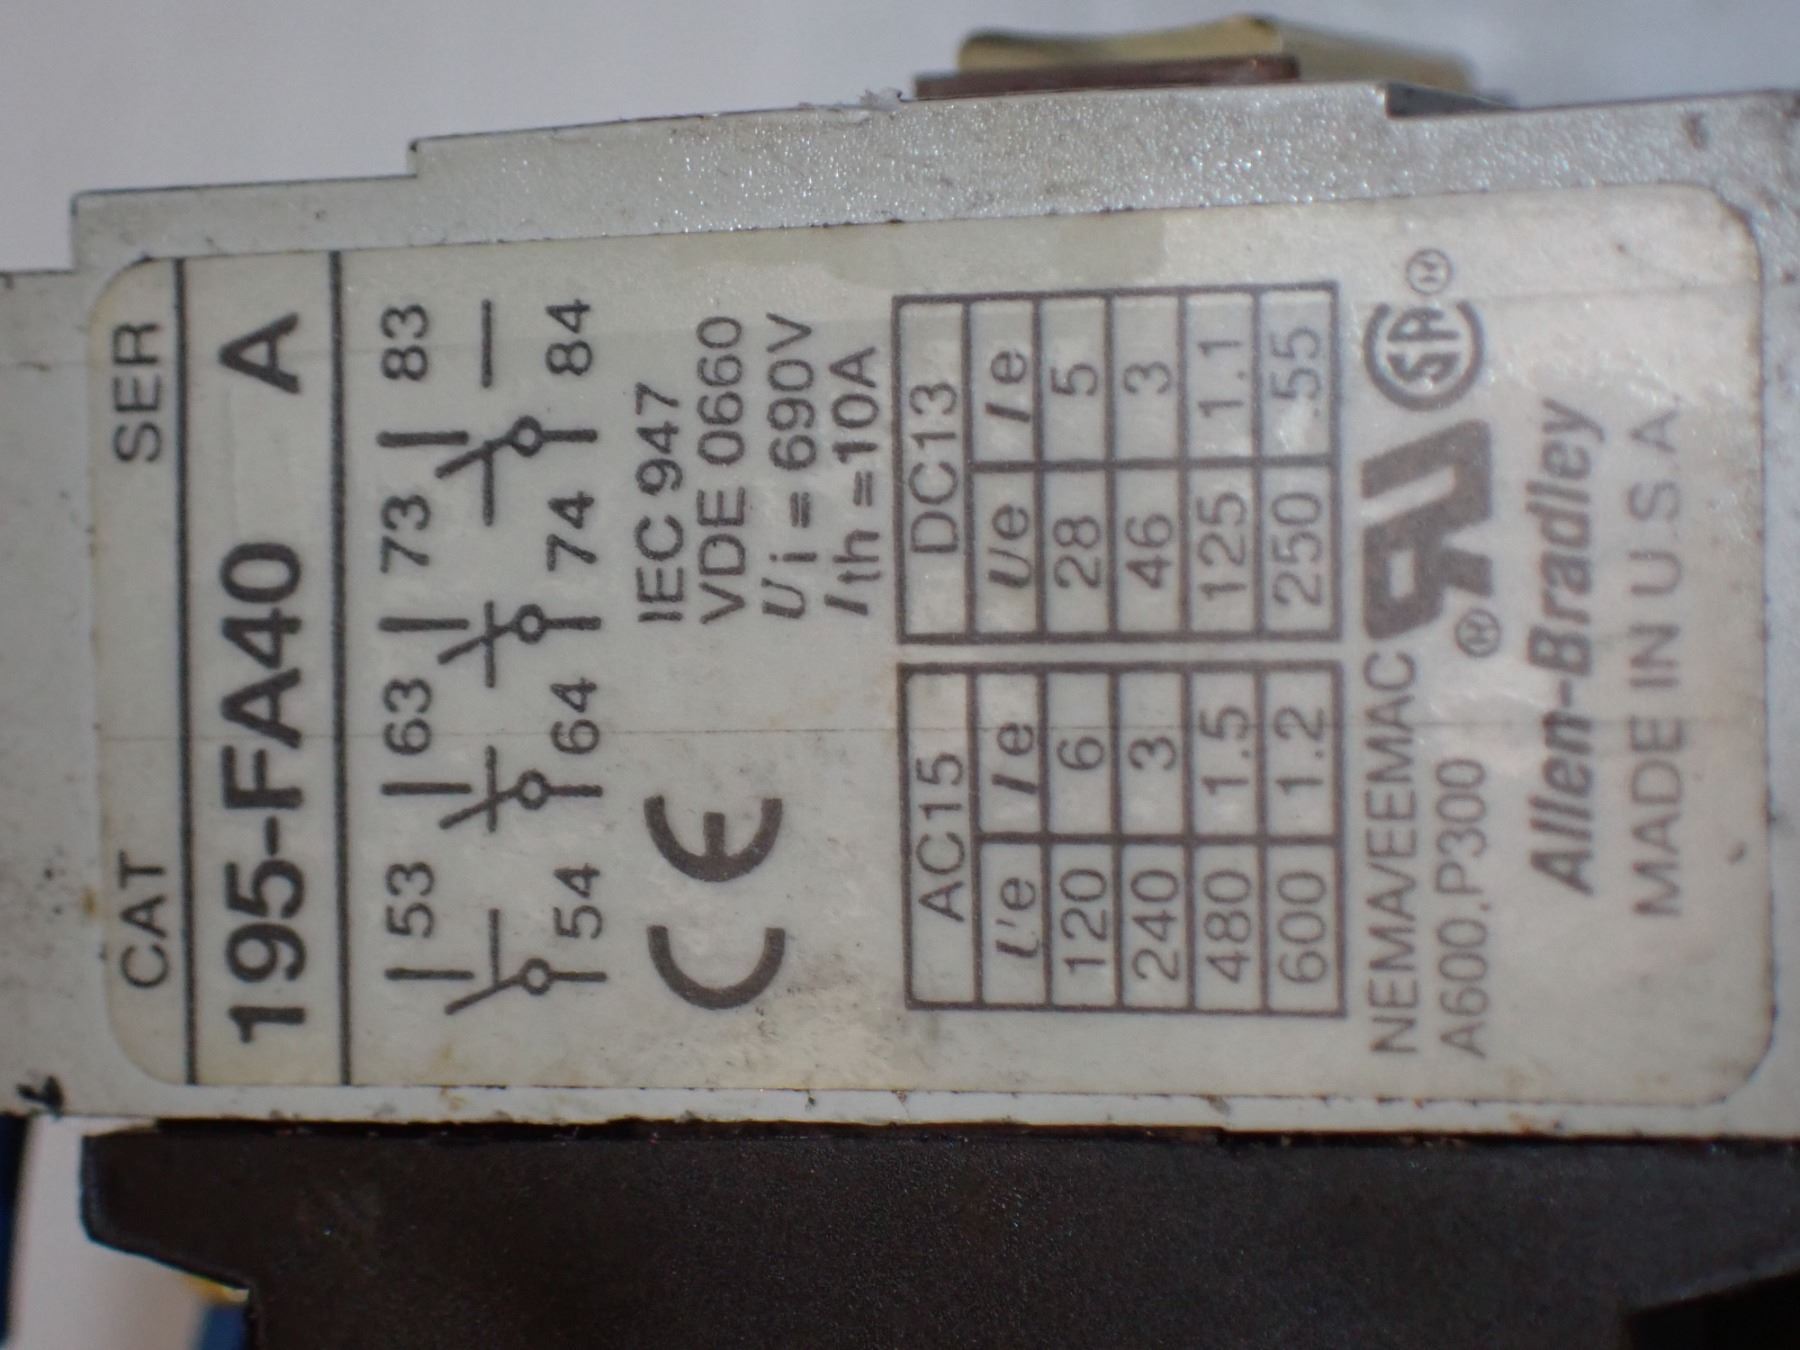 CAT SER
195-FA40 A
53 63 73 83
54 64 74 84
CE IEC 947
VDE 0660
Ui = 690V
Ith = 10A
AC15 DC13
Ue Ie Ue Ie
120 6 28 5
240 3 46 3
480 1.5 125 1.1
600 1.2 250 .55
NEMA/EEMAC
A600,P300
Allen-Bradley
MADE IN U.S.A.